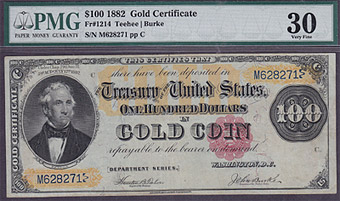 PMG
PAPER MONEY GUARANTY
$100 1882 Gold Certificate
Fr#1214 Teehee | Burke
S/N M628271 pp C
30
Very Fine
GOLD CERTIFICATE
there have been deposited in
M628271
Treasury of the United States,
ONE HUNDRED DOLLARS
IN
100
GOLD COIN
repayable to the bearer on demand.
WASHINGTON, D.C.
M628271
DEPARTMENT SERIES.